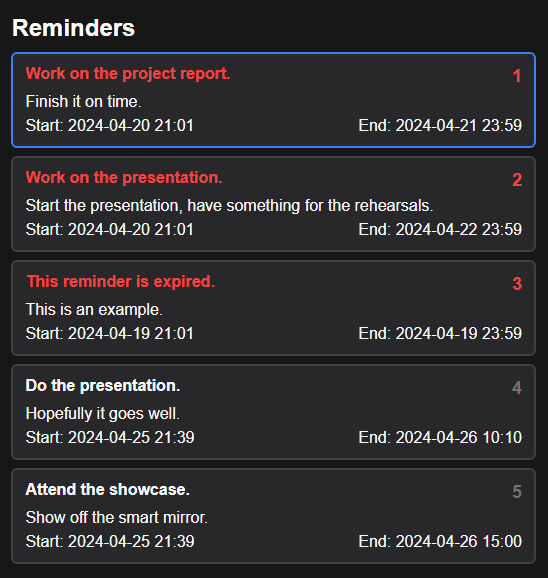 Reminders
Work on the project report. 1
Finish it on time.
Start: 2024-04-20 21:01 End: 2024-04-21 23:59
Work on the presentation. 2
Start the presentation, have something for the rehearsals.
Start: 2024-04-20 21:01 End: 2024-04-22 23:59
This reminder is expired. 3
This is an example.
Start: 2024-04-19 21:01 End: 2024-04-19 23:59
Do the presentation. 4
Hopefully it goes well.
Start: 2024-04-25 21:39 End: 2024-04-26 10:10
Attend the showcase. 5
Show off the smart mirror.
Start: 2024-04-25 21:39 End: 2024-04-26 15:00